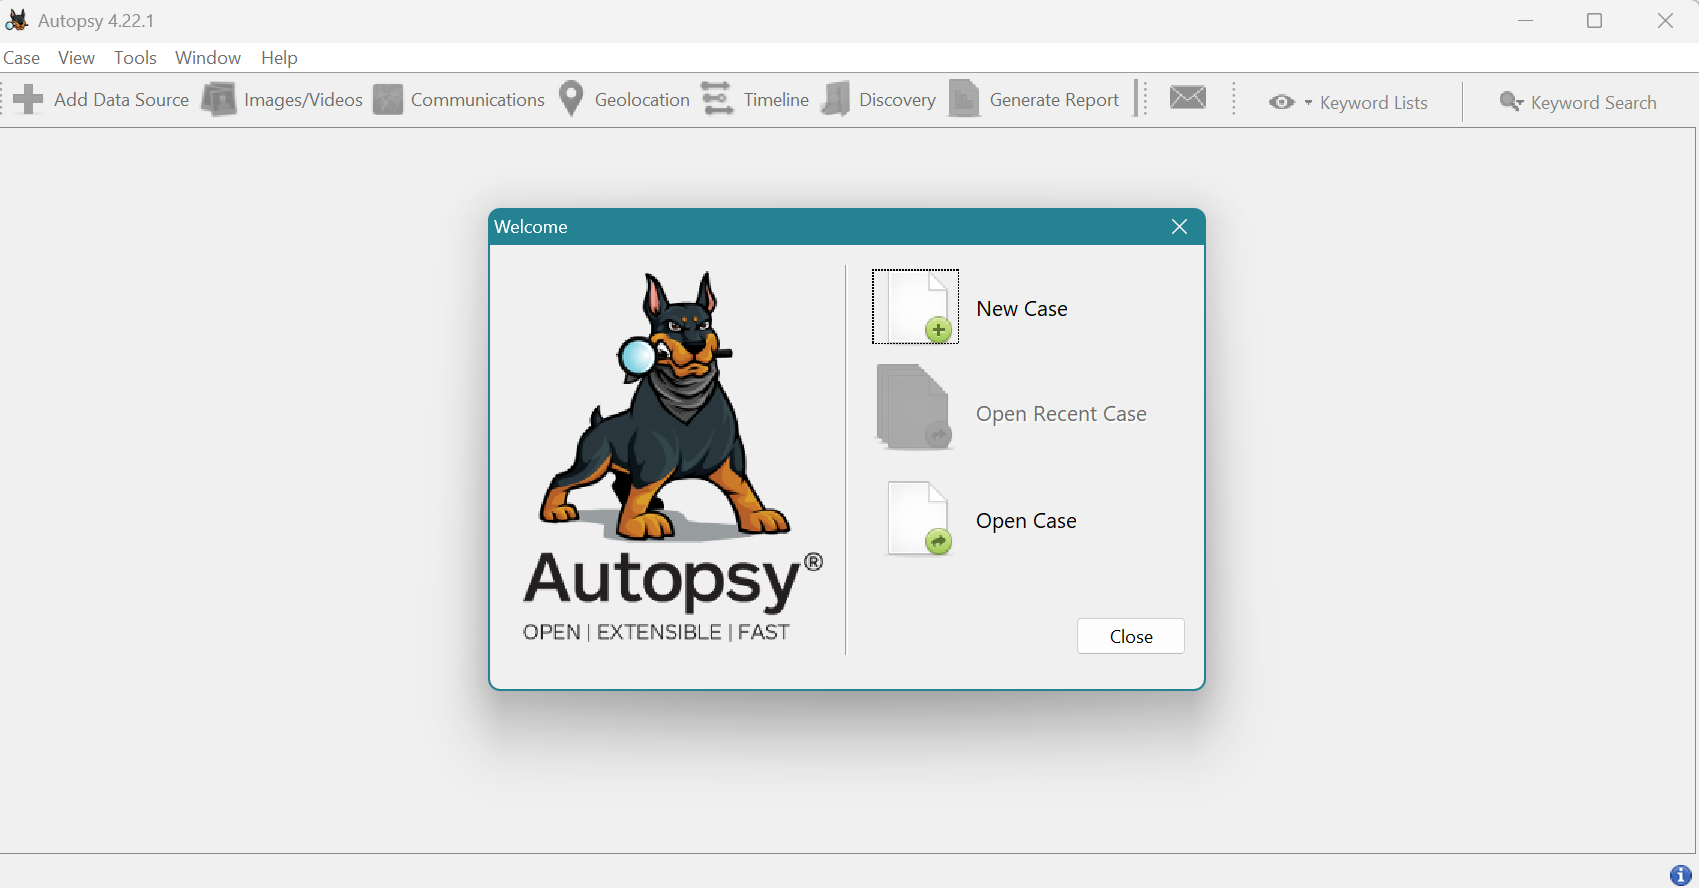 Autopsy 4.22.1
Case View Tools Window Help
Add Data Source Images/Videos Communications Geolocation Timeline Discovery Generate Report Keyword Lists Keyword Search
Welcome
New Case
Open Recent Case
Open Case
Autopsy®
OPEN | EXTENSIBLE | FAST
Close